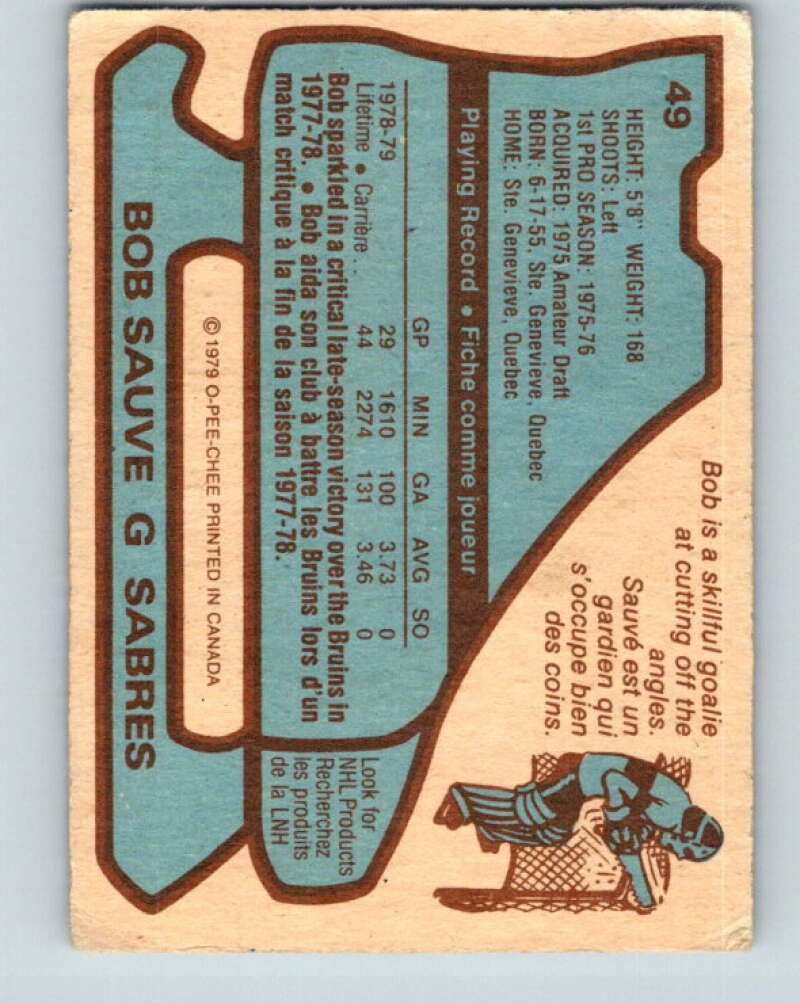 49
HEIGHT: 5'8" WEIGHT: 168
SHOOTS: Left
1st PRO SEASON: 1975-76
ACQUIRED: 1975 Amateur Draft
BORN: 6-17-55, Ste. Genevieve, Quebec
HOME: Ste. Genevieve, Quebec
Bob is a skillful goalie
at cutting off the
angles.
Sauvé est un
gardien qui
s'occupe bien
des coins.
Playing Record • Fiche comme joueur
GP MIN GA AVG SO
1978-79 29 1610 100 3.73 0
Lifetime • Carrière 44 2274 131 3.46 0
Bob sparkled in a critical late-season victory over the Bruins in
1977-78. • Bob aida son club à battre les Bruins lors d'un
match critique à la fin de la saison 1977-78.
Look for
NHL Products
Recherchez
les produits
de la LNH
© 1979 O-PEE-CHEE PRINTED IN CANADA
BOB SAUVE G SABRES